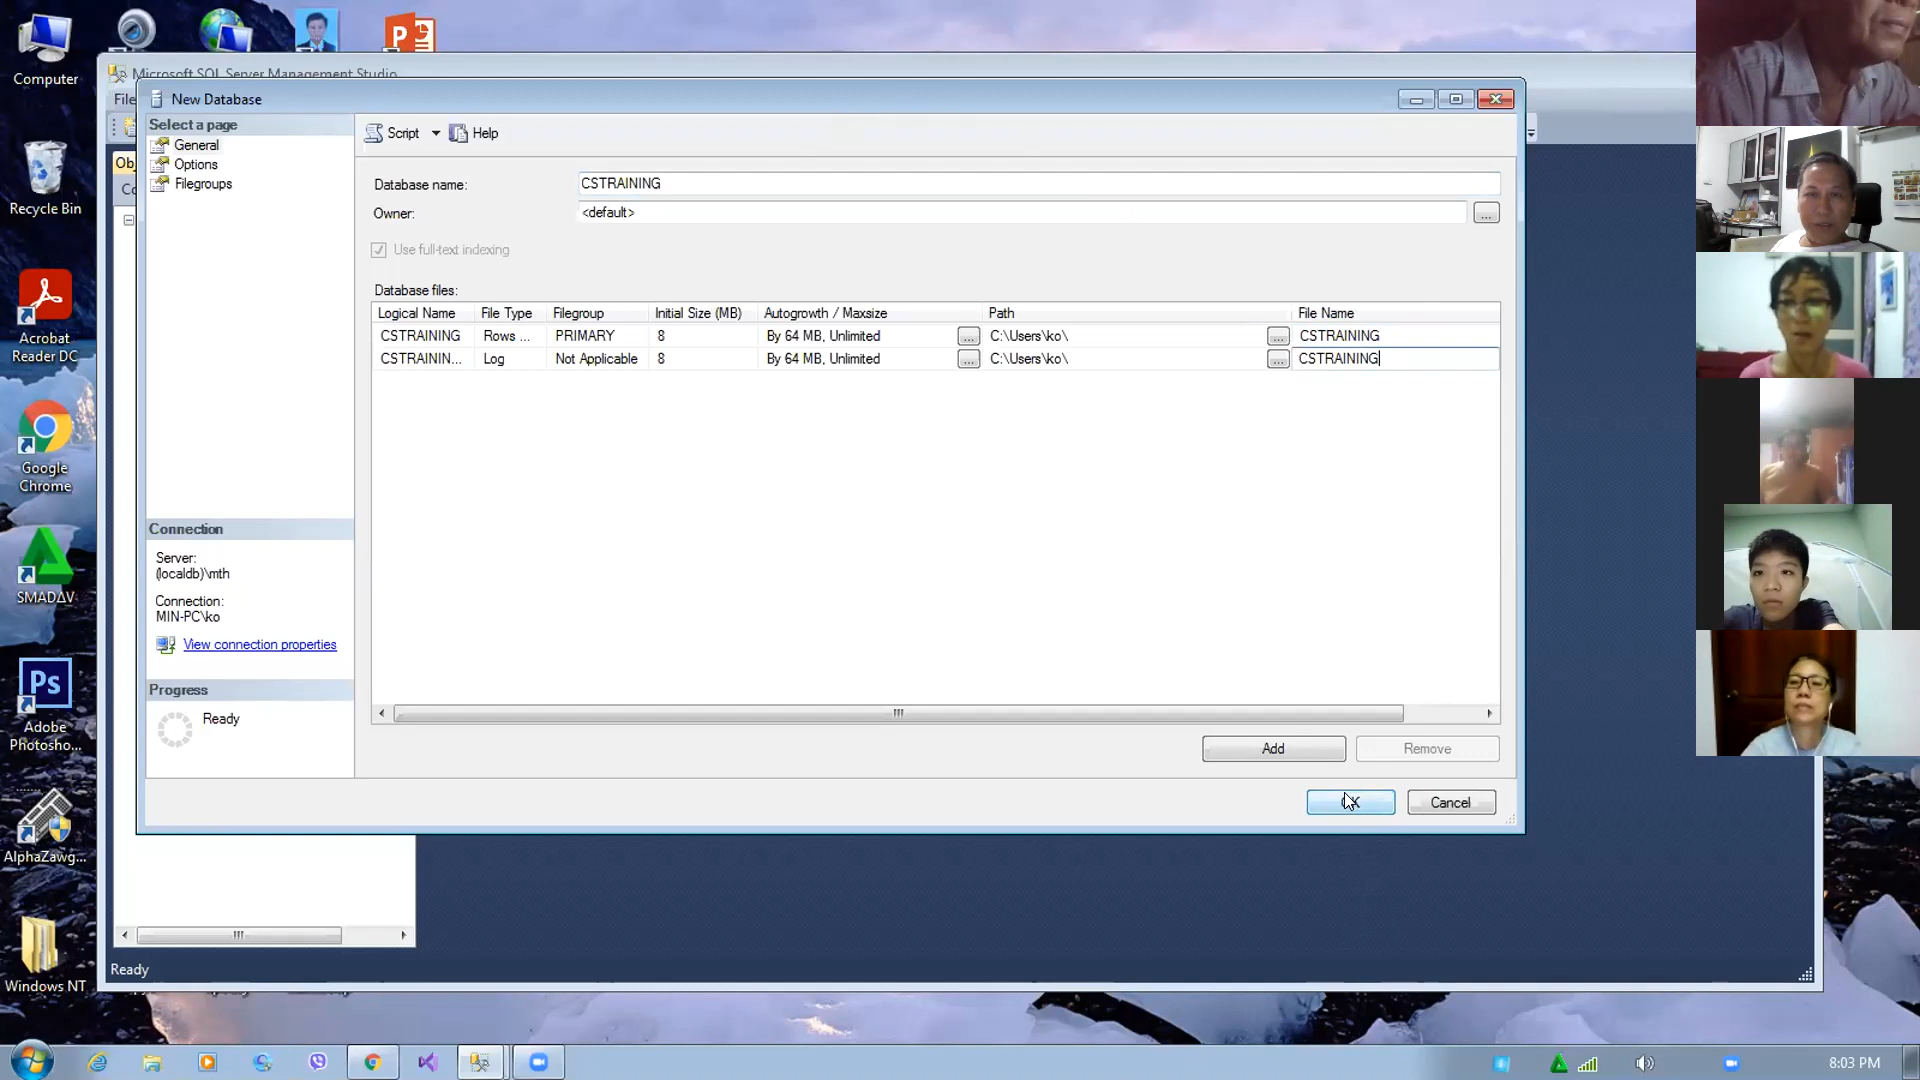 Computer
Recycle Bin
Acrobat
Reader DC
Google
Chrome
SMADΔV
Ps
Adobe
Photosho...
AlphaZawg...
Windows NT
Microsoft SQL Server Management Studio
File
New Database
Select a page
General
Options
Filegroups
Script
Help
Database name:
CSTRAINING
Owner:
<default>
...
Use full-text indexing
Database files:
Logical Name File Type Filegroup Initial Size (MB) Autogrowth / Maxsize Path File Name
CSTRAINING Rows ... PRIMARY 8 By 64 MB, Unlimited ... C:\Users\ko\ ... CSTRAINING
CSTRAININ... Log Not Applicable 8 By 64 MB, Unlimited ... C:\Users\ko\ ... CSTRAINING
Connection
Server:
(localdb)\mth
Connection:
MIN-PC\ko
View connection properties
Progress
Ready
Add
Remove
Cancel
Ready
8:03 PM